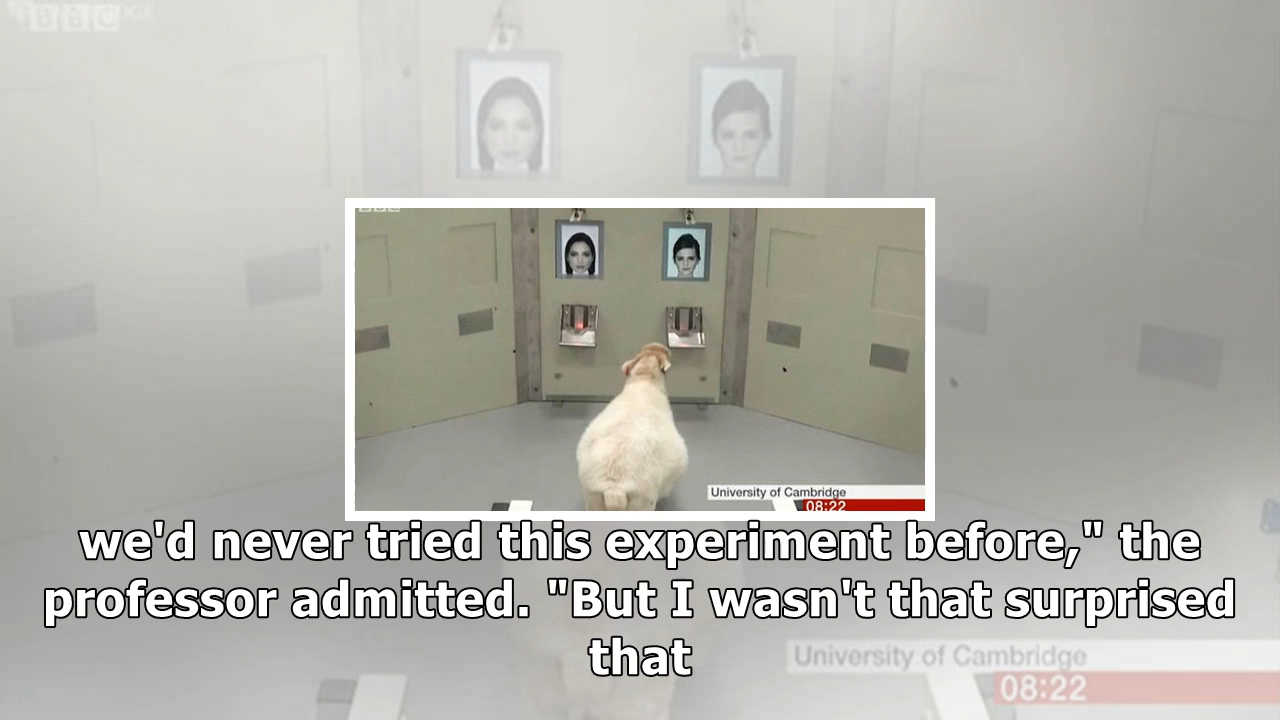 BBC
University of Cambridge
08:22
we'd never tried this experiment before," the
professor admitted. "But I wasn't that surprised
that
University of Cambridge
08:22